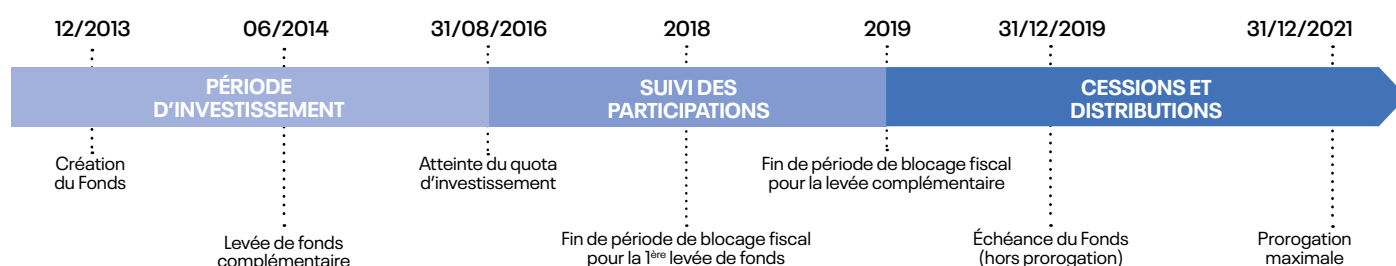 12/2013 06/2014 31/08/2016 2018 2019 31/12/2019 31/12/2021
PÉRIODE
D'INVESTISSEMENT
SUIVI DES
PARTICIPATIONS
CESSIONS ET
DISTRIBUTIONS
Création
du Fonds
Atteinte du quota
d'investissement
Fin de période de blocage fiscal
pour la levée complémentaire
Levée de fonds
complémentaire
Fin de période de blocage fiscal
pour la 1ère levée de fonds
Échéance du Fonds
(hors prorogation)
Prorogation
maximale